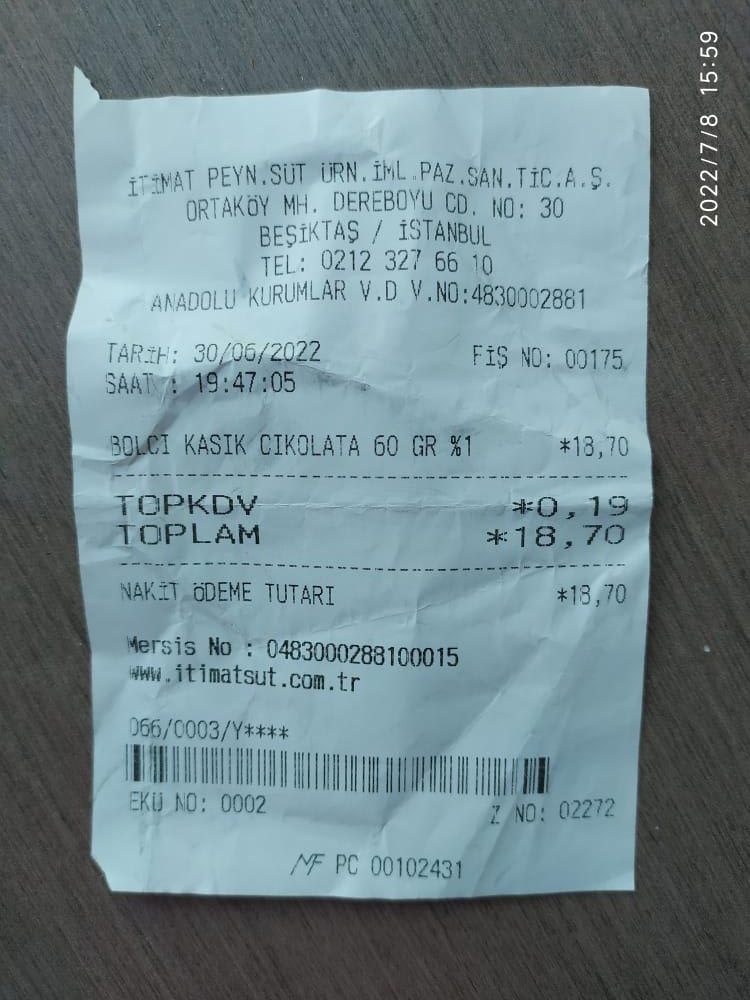 İTİMAT PEYN.SÜT ÜRN.İML.PAZ.SAN.TİC.A.Ş.
ORTAKÖY MH. DEREBOYU CD. NO: 30
BEŞİKTAŞ / İSTANBUL
TEL: 0212 327 66 10
ANADOLU KURUMLAR V.D V.NO:4830002881
TARİH: 30/06/2022 FİŞ NO: 00175
SAAT : 19:47:05
BOLCI KASIK CIKOLATA 60 GR %1 *18,70
TOPKDV *0,19
TOPLAM *18,70
NAKİT ÖDEME TUTARI *18,70
Mersis No : 0483000288100015
www.itimatsut.com.tr
066/0003/Y****
EKÜ NO: 0002 Z NO: 02272
MF PC 00102431
2022/7/8 15:59